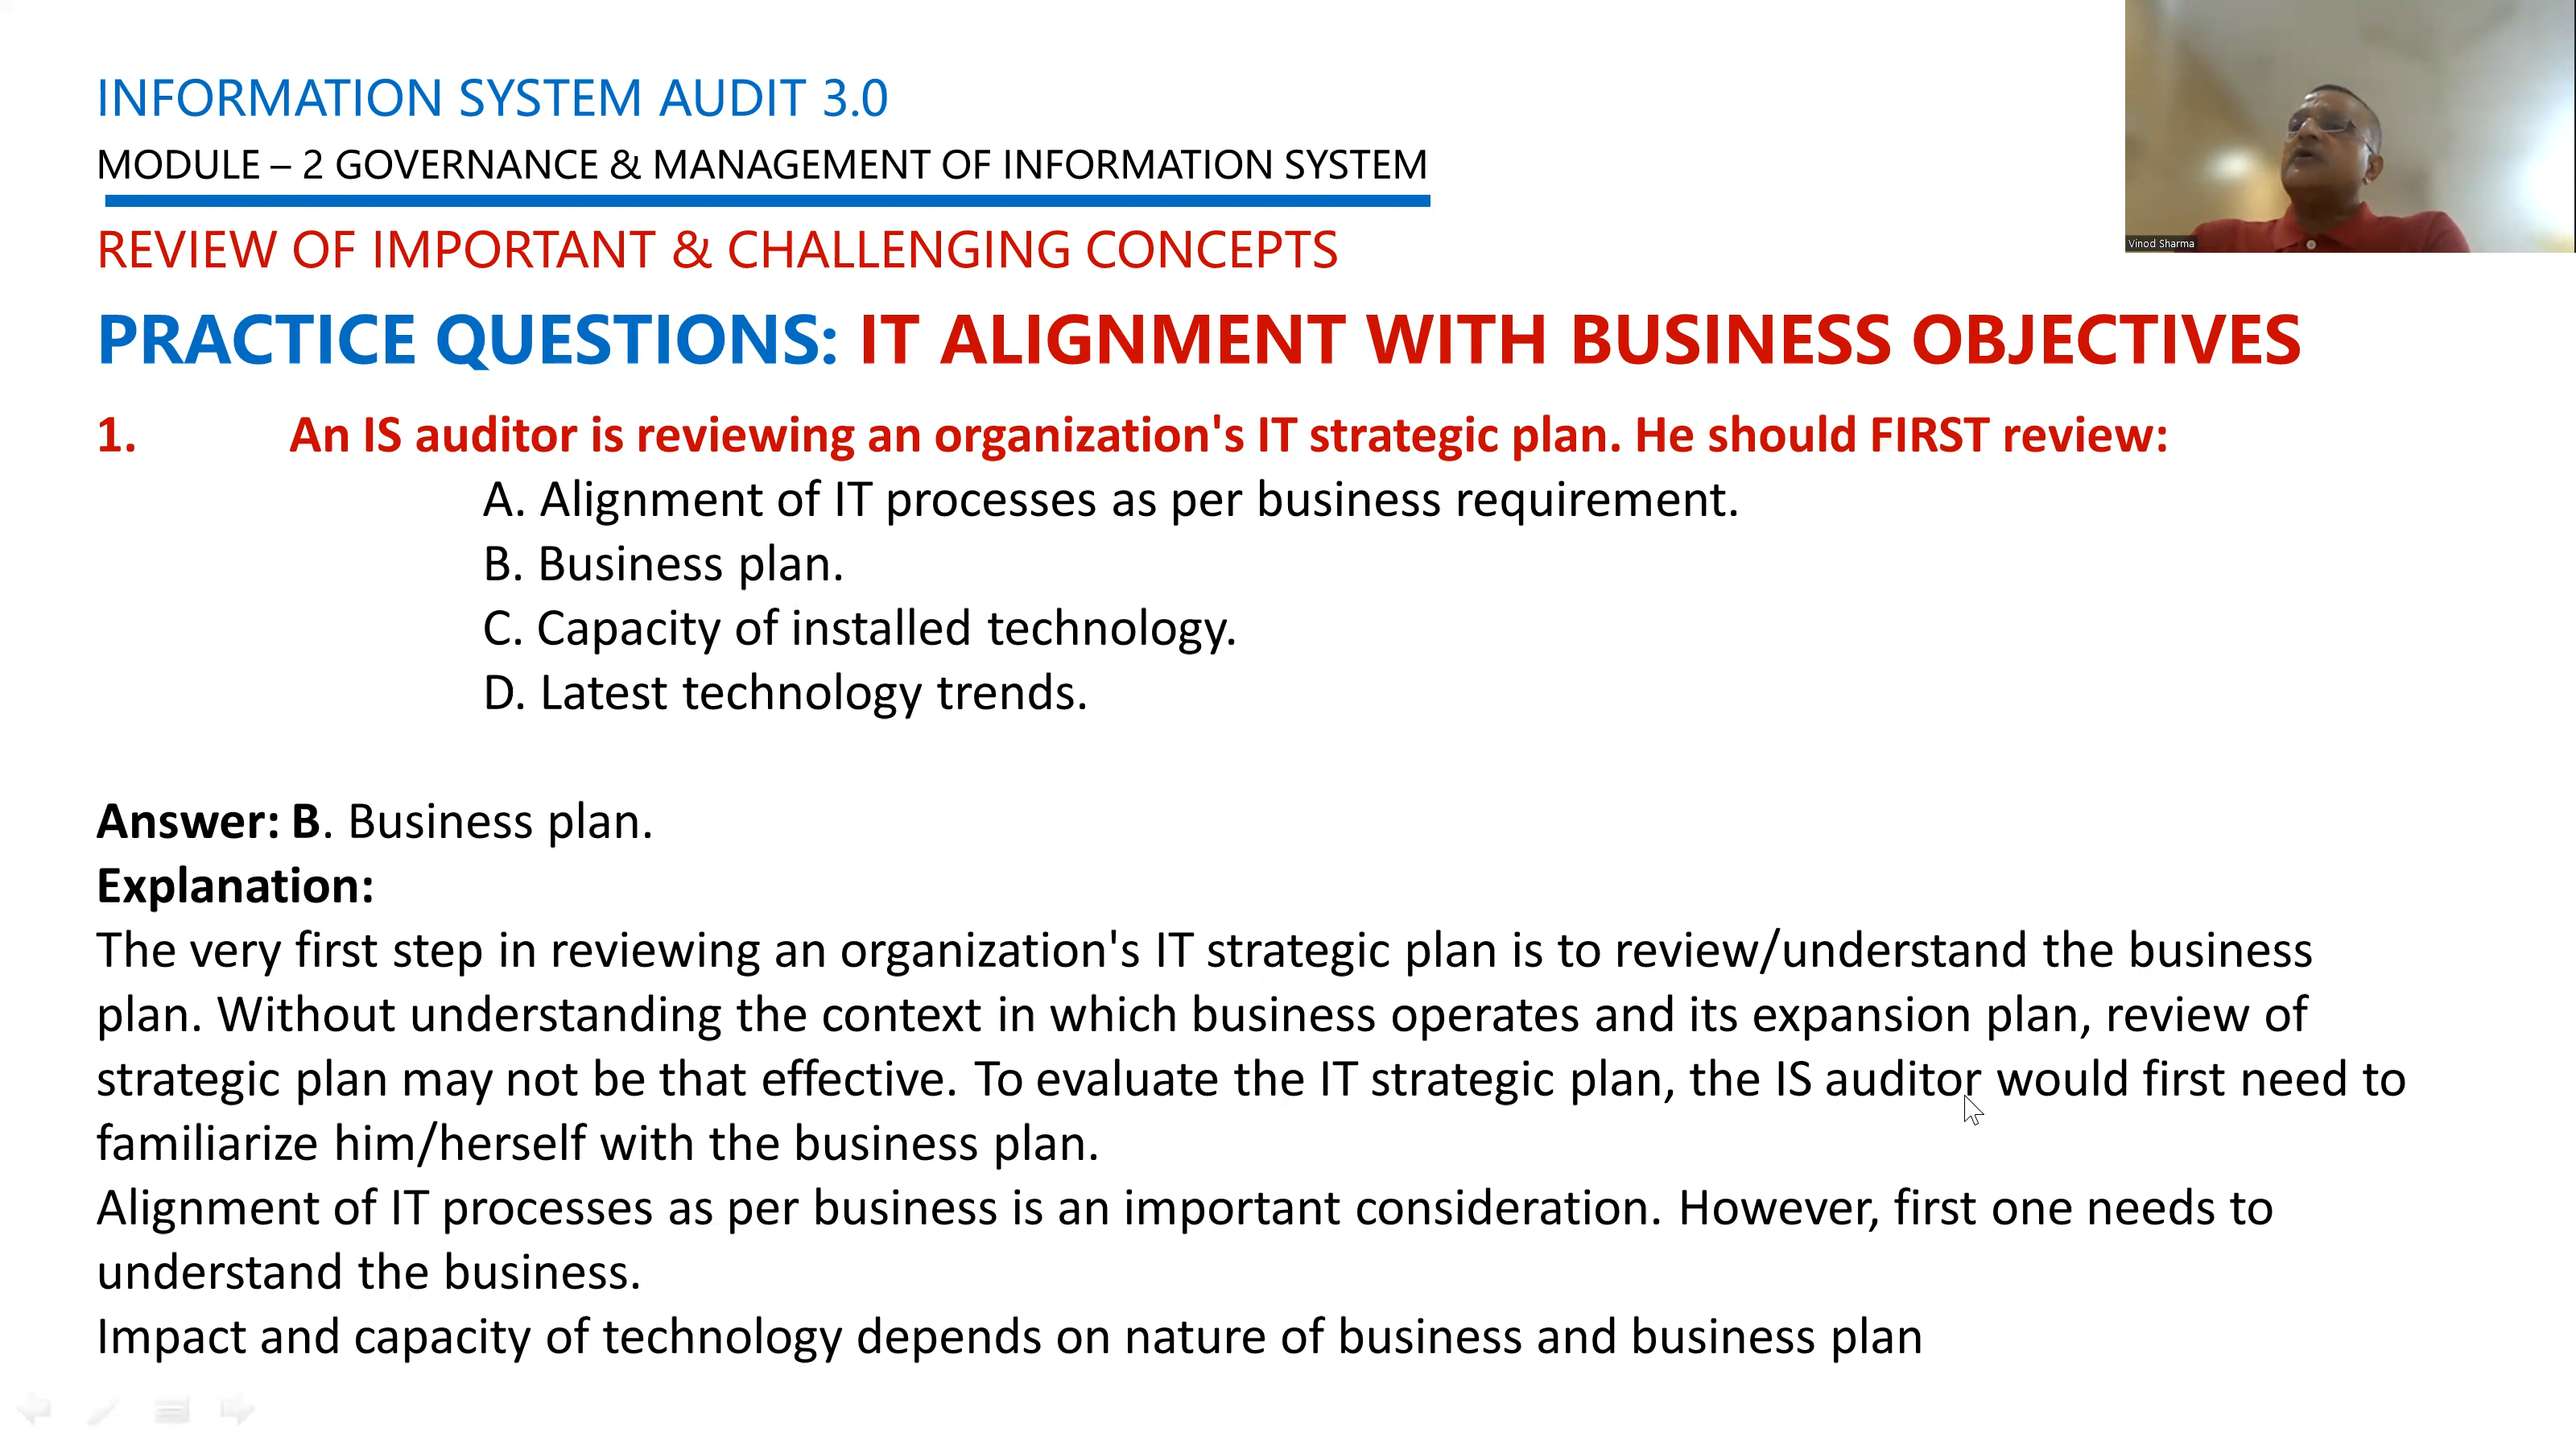 INFORMATION SYSTEM AUDIT 3.0
MODULE – 2 GOVERNANCE & MANAGEMENT OF INFORMATION SYSTEM
REVIEW OF IMPORTANT & CHALLENGING CONCEPTS
Vinod Sharma
PRACTICE QUESTIONS: IT ALIGNMENT WITH BUSINESS OBJECTIVES
1. An IS auditor is reviewing an organization's IT strategic plan. He should FIRST review:
A. Alignment of IT processes as per business requirement.
B. Business plan.
C. Capacity of installed technology.
D. Latest technology trends.
Answer: B. Business plan.
Explanation:
The very first step in reviewing an organization's IT strategic plan is to review/understand the business
plan. Without understanding the context in which business operates and its expansion plan, review of
strategic plan may not be that effective. To evaluate the IT strategic plan, the IS auditor would first need to
familiarize him/herself with the business plan.
Alignment of IT processes as per business is an important consideration. However, first one needs to
understand the business.
Impact and capacity of technology depends on nature of business and business plan